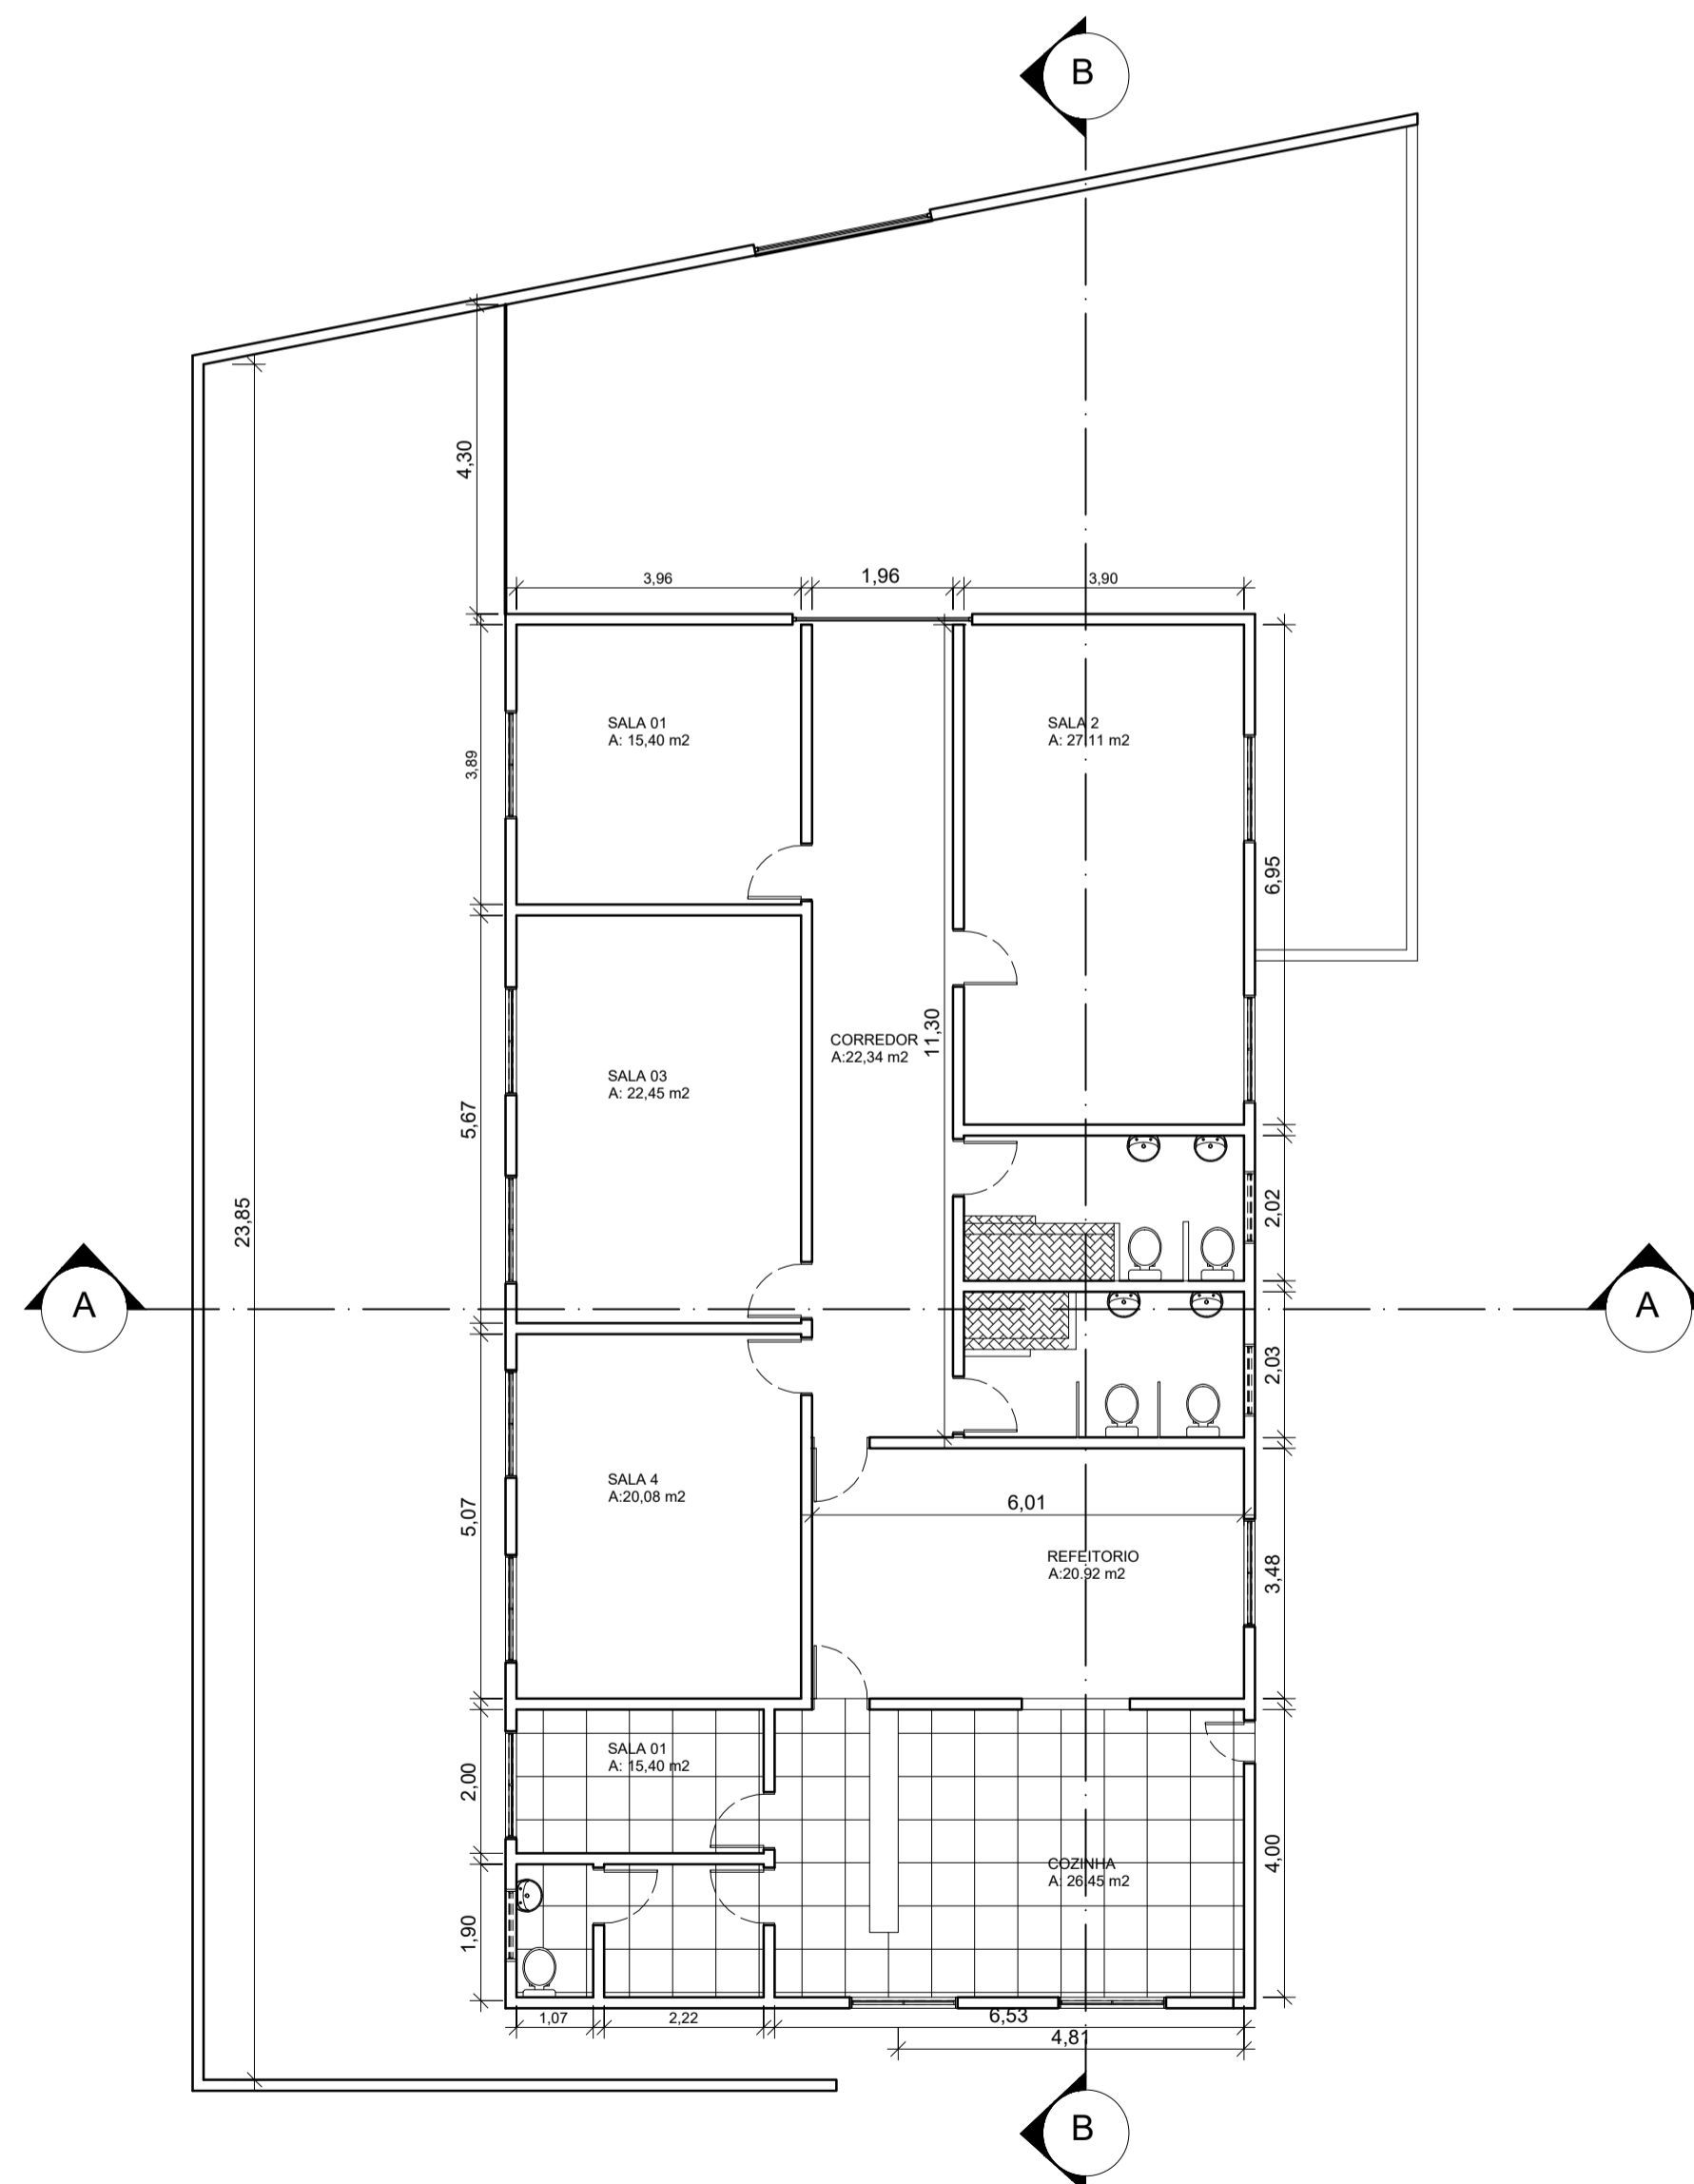 B
4,30
3,96
1,96
3,90
SALA 01
A: 15,40 m2
SALA 2
A: 27,11 m2
3,89
6,95
CORREDOR
A:22,34 m2
11,30
SALA 03
A: 22,45 m2
5,67
23,85
2,02
A
A
2,03
SALA 4
A:20,08 m2
5,07
6,01
REFEITORIO
A:20.92 m2
3,48
SALA 01
A: 15,40 m2
2,00
COZINHA
A: 26,45 m2
4,00
1,90
1,07
2,22
6,53
4,81
B